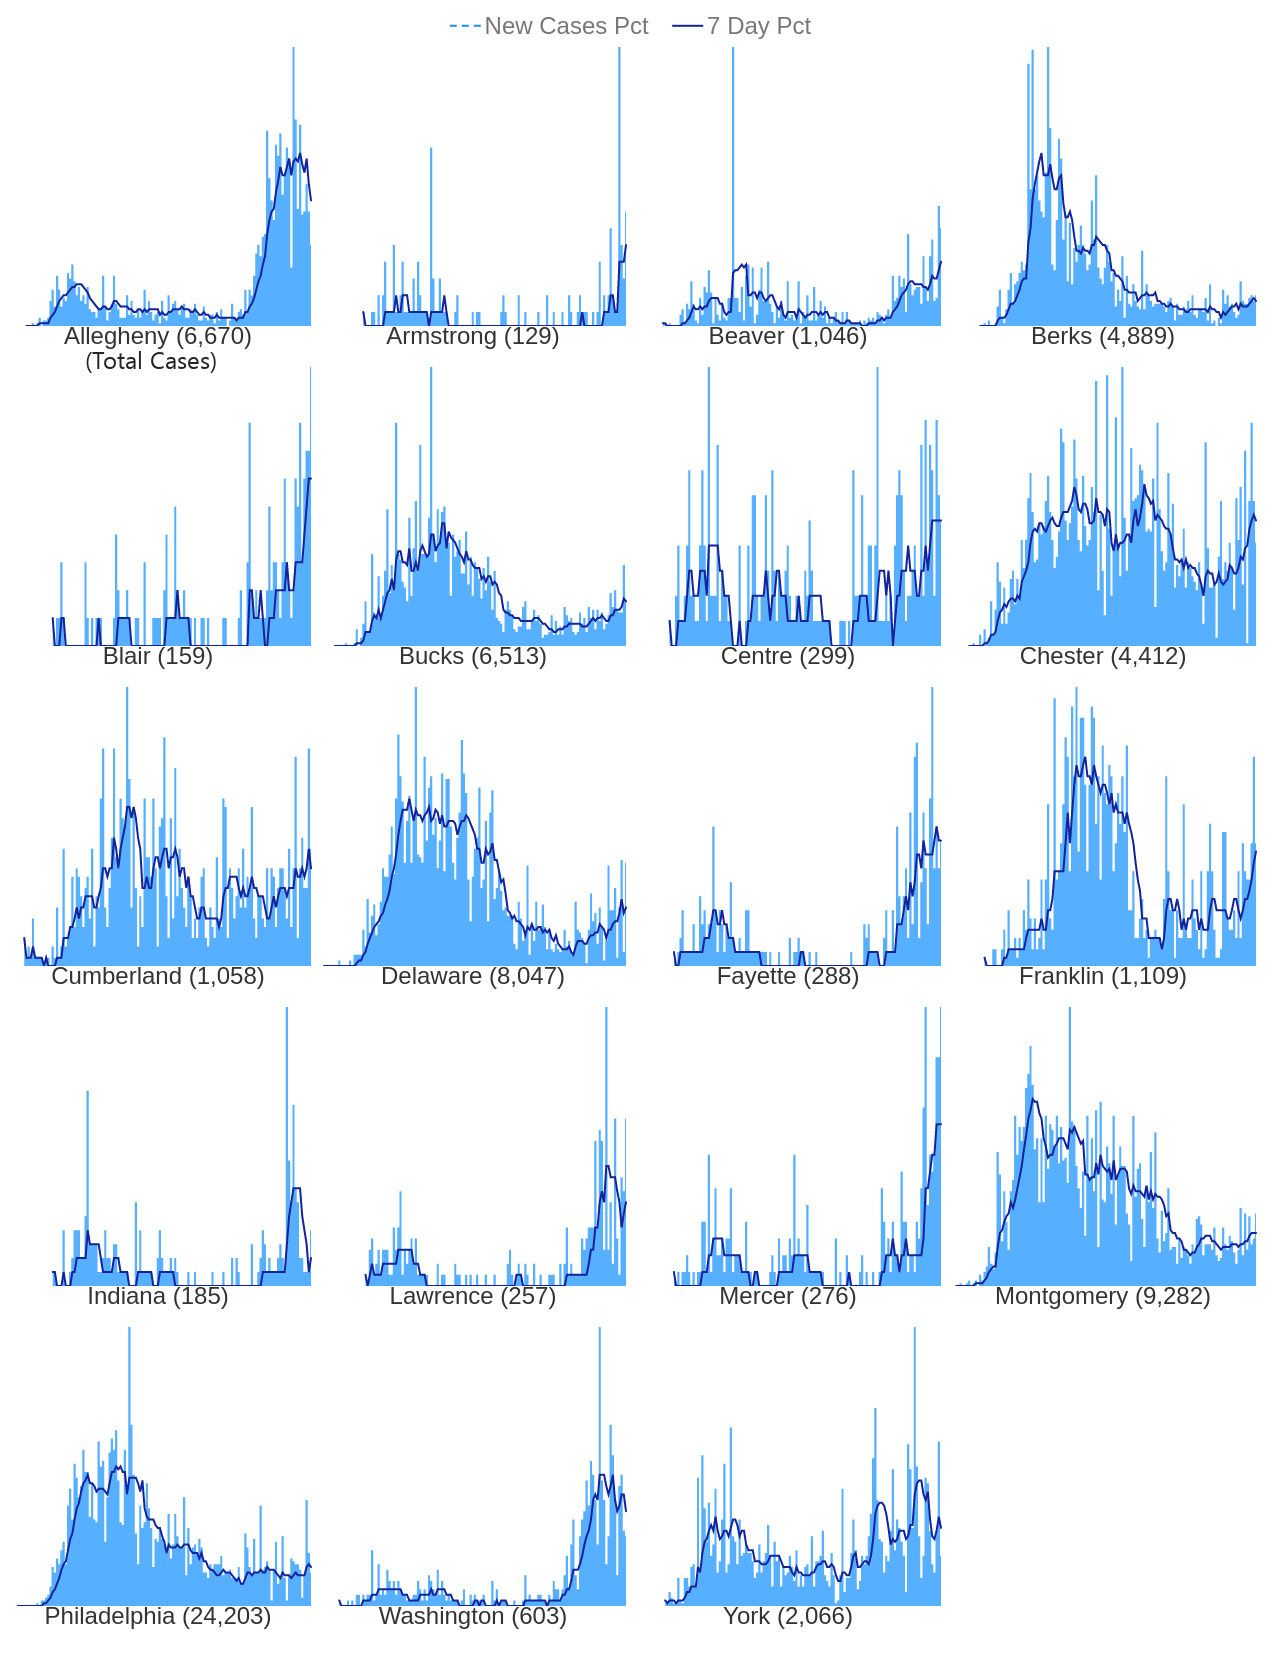 New Cases Pct 7 Day Pct
Allegheny (6,670) Armstrong (129) Beaver (1,046) Berks (4,889)
(Total Cases)
Blair (159) Bucks (6,513) Centre (299) Chester (4,412)
Cumberland (1,058) Delaware (8,047) Fayette (288) Franklin (1,109)
Indiana (185) Lawrence (257) Mercer (276) Montgomery (9,282)
Philadelphia (24,203) Washington (603) York (2,066)